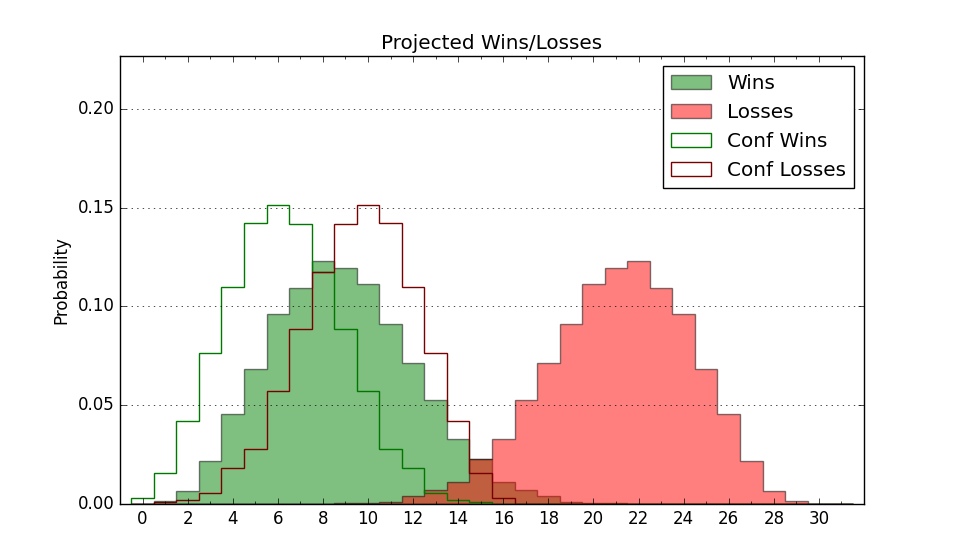 Projected Wins/Losses
Wins
Losses
Conf Wins
Conf Losses
Probability
0.20
0.15
0.10
0.05
0.00
0 2 4 6 8 10 12 14 16 18 20 22 24 26 28 30